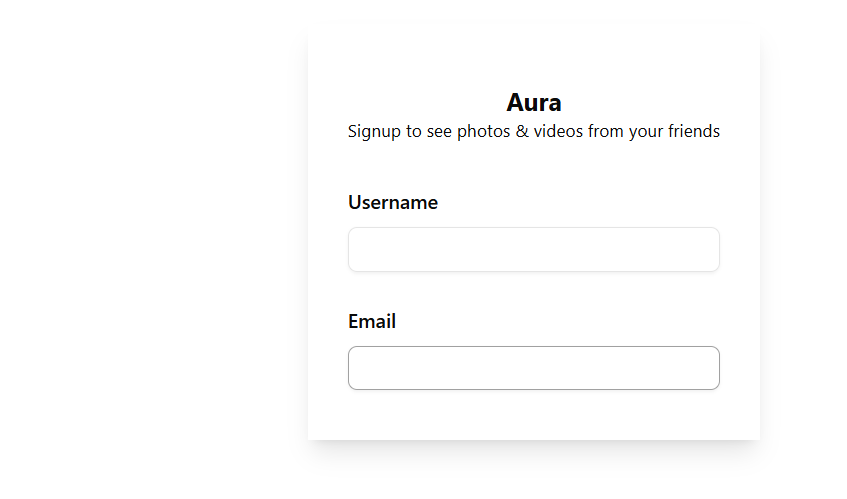 Aura
Signup to see photos & videos from your friends
Username
Email